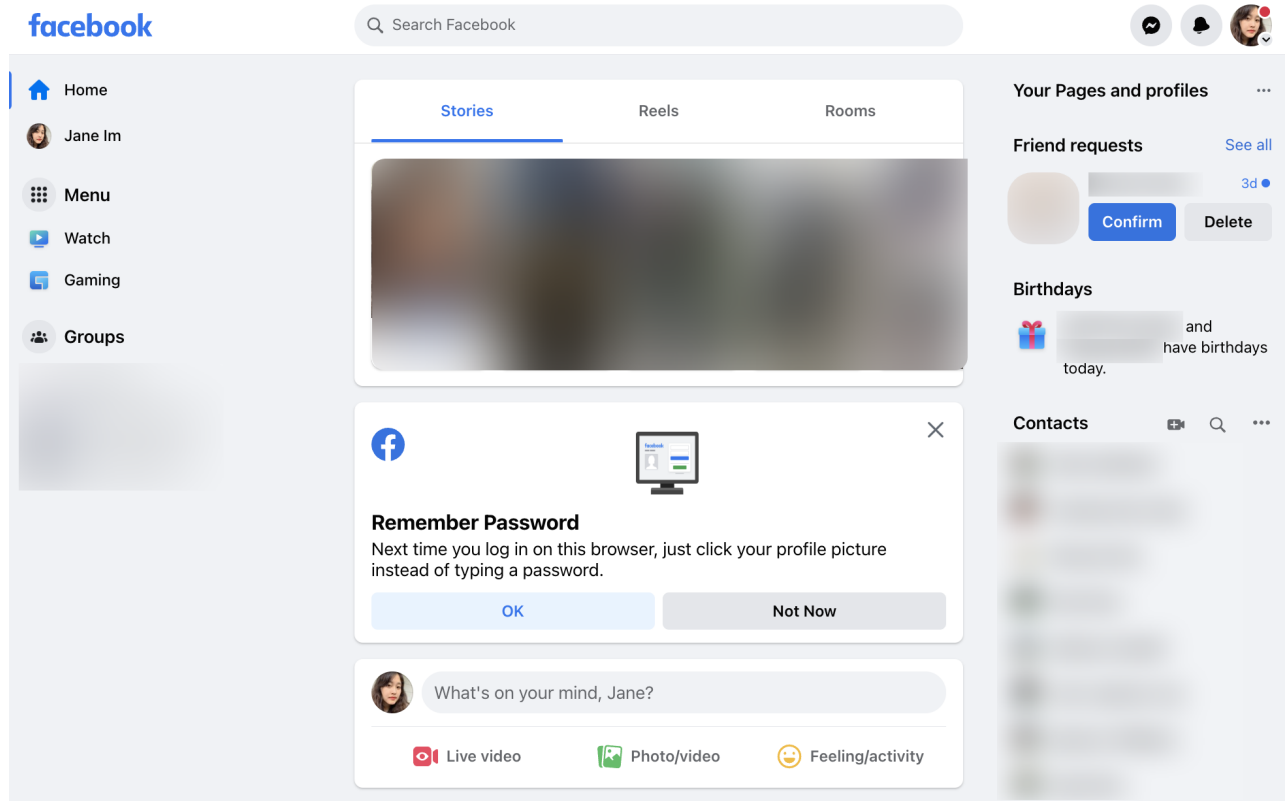 facebook
Search Facebook
Home
Jane Im
Menu
Watch
Gaming
Groups
Stories
Reels
Rooms
Remember Password
Next time you log in on this browser, just click your profile picture
instead of typing a password.
OK
Not Now
What's on your mind, Jane?
Live video
Photo/video
Feeling/activity
Your Pages and profiles
Friend requests
See all
3d
Confirm
Delete
Birthdays
and
have birthdays
today.
Contacts